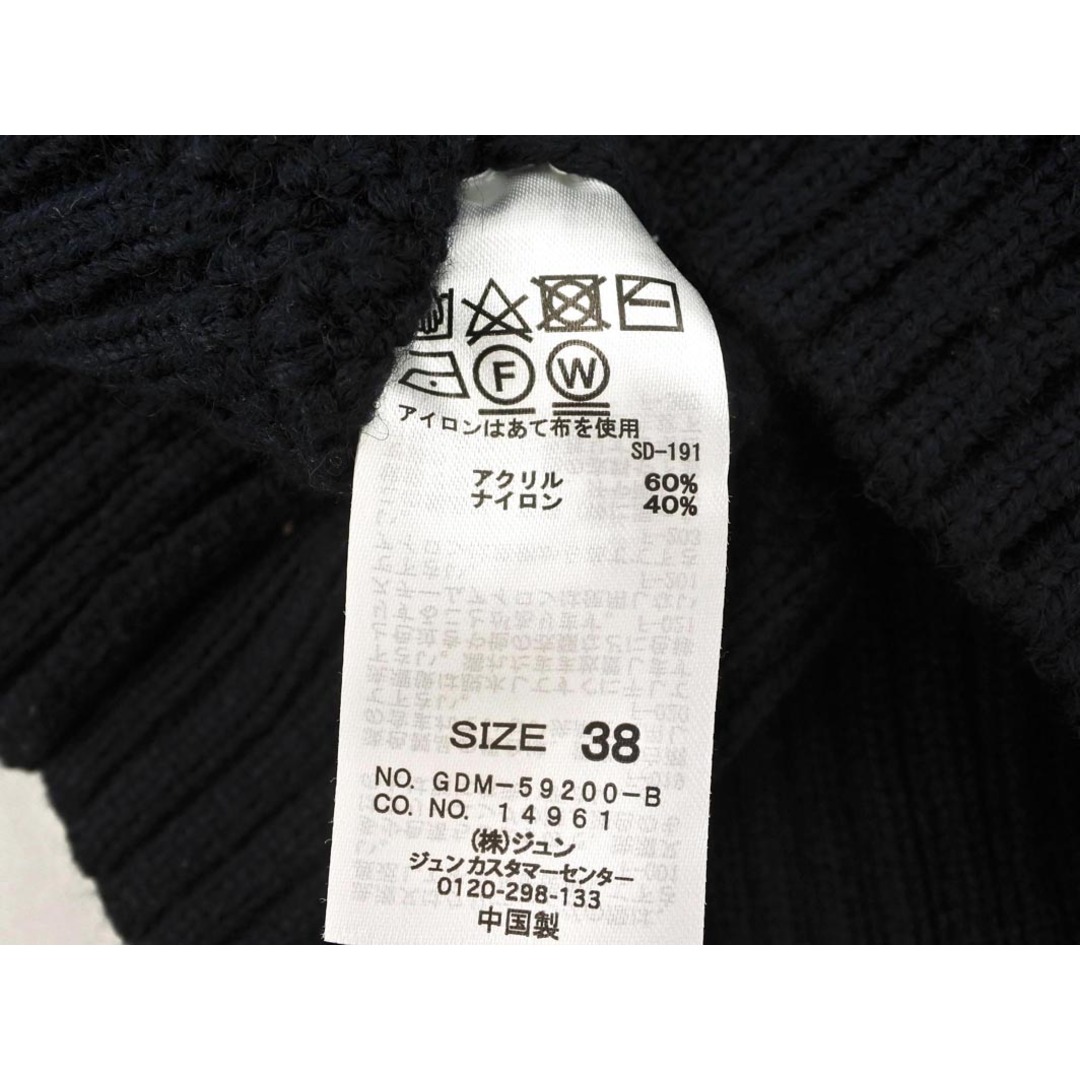 F W
アイロンはあて布を使用
SD-191
アクリル 60%
ナイロン 40%
SIZE 38
NO. GDM-59200-B
CO. NO. 14961
(株)ジュン
ジュンカスタマーセンター
0120-298-133
中国製